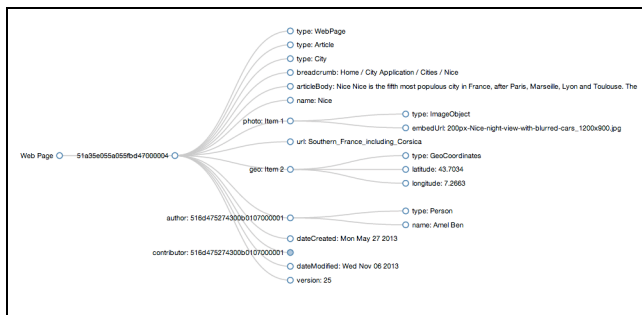 type: WebPage
type: Article
type: City
breadcrumb: Home / City Application / Cities / Nice
articleBody: Nice Nice is the fifth most populous city in France, after Paris, Marseille, Lyon and Toulouse. The
name: Nice
photo: Item 1
type: ImageObject
embedUrl: 200px-Nice-night-view-with-blurred-cars_1200x900.jpg
url: Southern_France_including_Corsica
Web Page
51a35e055a055fbd47000004
geo: Item 2
type: GeoCoordinates
latitude: 43.7034
longitude: 7.2663
author: 516d475274300b0107000001
type: Person
name: Amel Ben
dateCreated: Mon May 27 2013
contributor: 516d475274300b0107000001
dateModified: Wed Nov 06 2013
version: 25